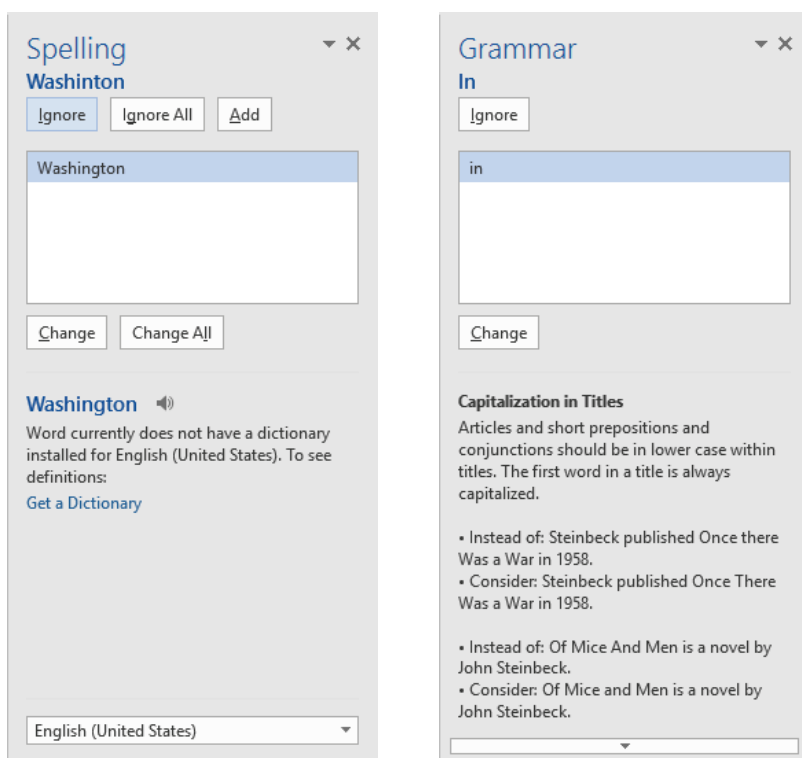 Spelling
Washinton
Ignore
Ignore All
Add
Washington
Change
Change All
Washington
Word currently does not have a dictionary
installed for English (United States). To see
definitions:
Get a Dictionary
English (United States)
Grammar
In
Ignore
in
Change
Capitalization in Titles
Articles and short prepositions and
conjunctions should be in lower case within
titles. The first word in a title is always
capitalized.
• Instead of: Steinbeck published Once there
Was a War in 1958.
• Consider: Steinbeck published Once There
Was a War in 1958.
• Instead of: Of Mice And Men is a novel by
John Steinbeck.
• Consider: Of Mice and Men is a novel by
John Steinbeck.